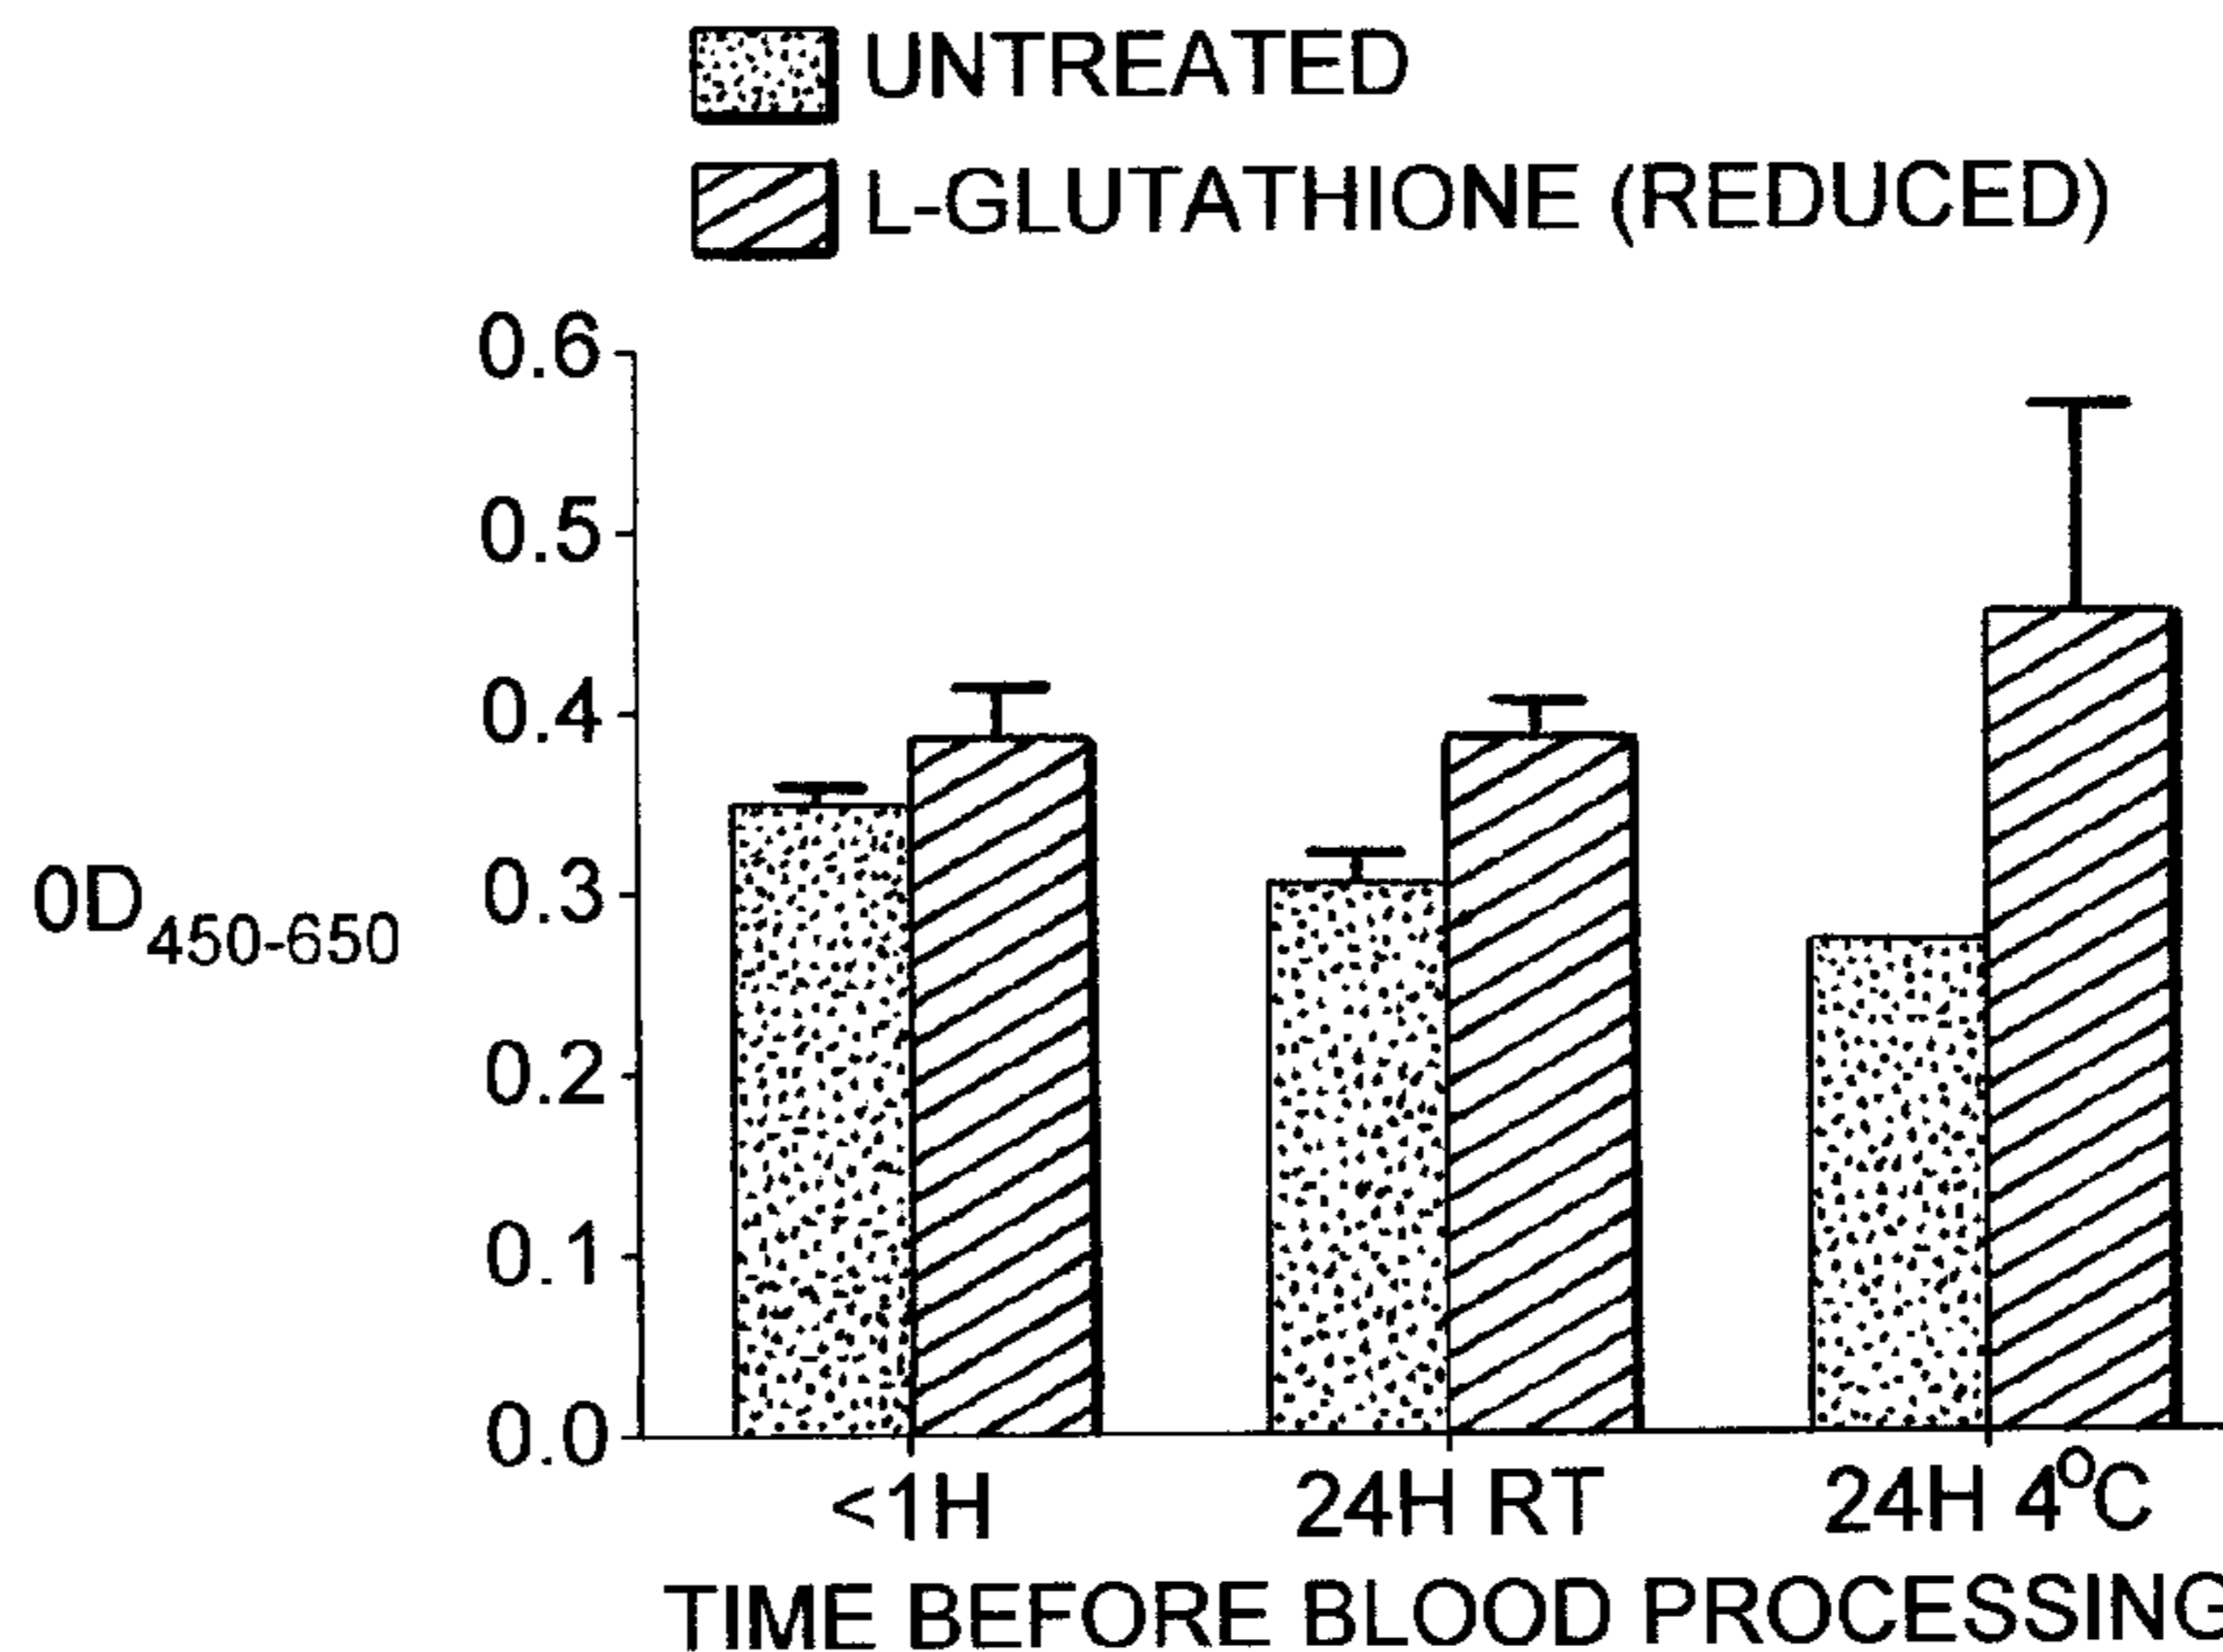 UNTREATED
L-GLUTATHIONE (REDUCED)
0.6
0.5
0.4
0.3
0.2
0.1
0.0
0D450-650
<1H 24H RT 24H 4°C
TIME BEFORE BLOOD PROCESSING